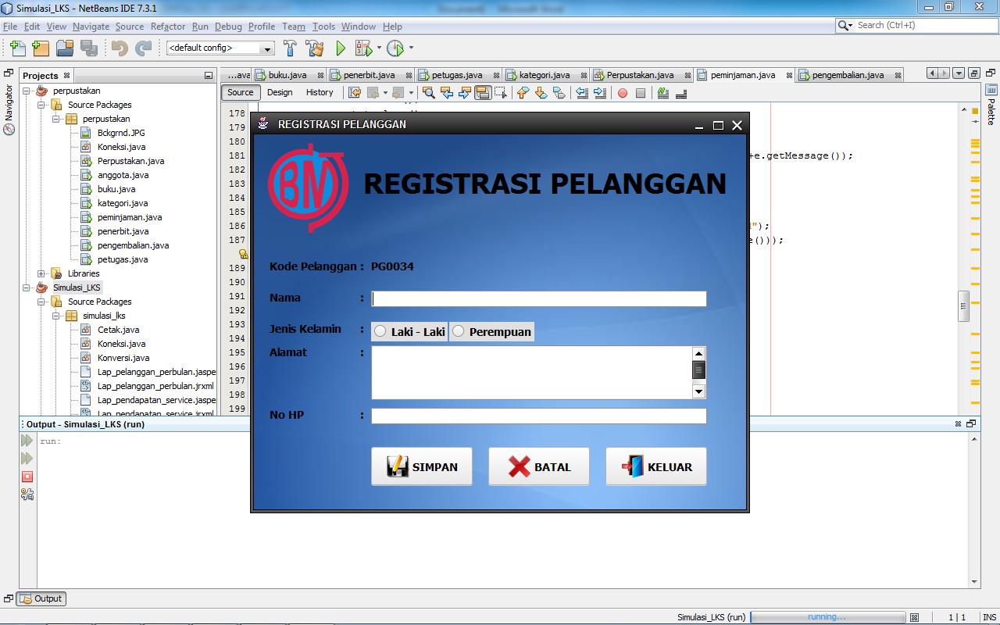 Simulasi_LKS - NetBeans IDE 7.3.1
File Edit View Navigate Source Refactor Run Debug Profile Team Tools Window Help
Search (Ctrl+I)
<default config>
Navigator
Projects
perpustakan
Source Packages
perpustakan
Bckgrnd.JPG
Koneksi.java
Perpustakan.java
anggota.java
buku.java
kategori.java
peminjaman.java
penerbit.java
pengembalian.java
petugas.java
Libraries
Simulasi_LKS
Source Packages
simulasi_lks
Cetak.java
Koneksi.java
Konversi.java
Lap_pelanggan_perbulan.jaspe
Lap_pelanggan_perbulan.jrxml
Lap_pendapatan_service.jaspe
Lap_pendapatan_service.jrxml
...ava buku.java penerbit.java petugas.java kategori.java Perpustakan.java peminjaman.java pengembalian.java
Source Design History
Palette
178
179
180
181 +e.getMessage());
182
183
184
185
186 ");
187 e()));
189
190
191
192
193
194
195
196
197
198
199
REGISTRASI PELANGGAN
BM
REGISTRASI PELANGGAN
Kode Pelanggan : PG0034
Nama :
Jenis Kelamin : Laki - Laki Perempuan
Alamat :
No HP :
SIMPAN BATAL KELUAR
Output - Simulasi_LKS (run)
run:
Output
Simulasi_LKS (run) running... 1 | 1 INS